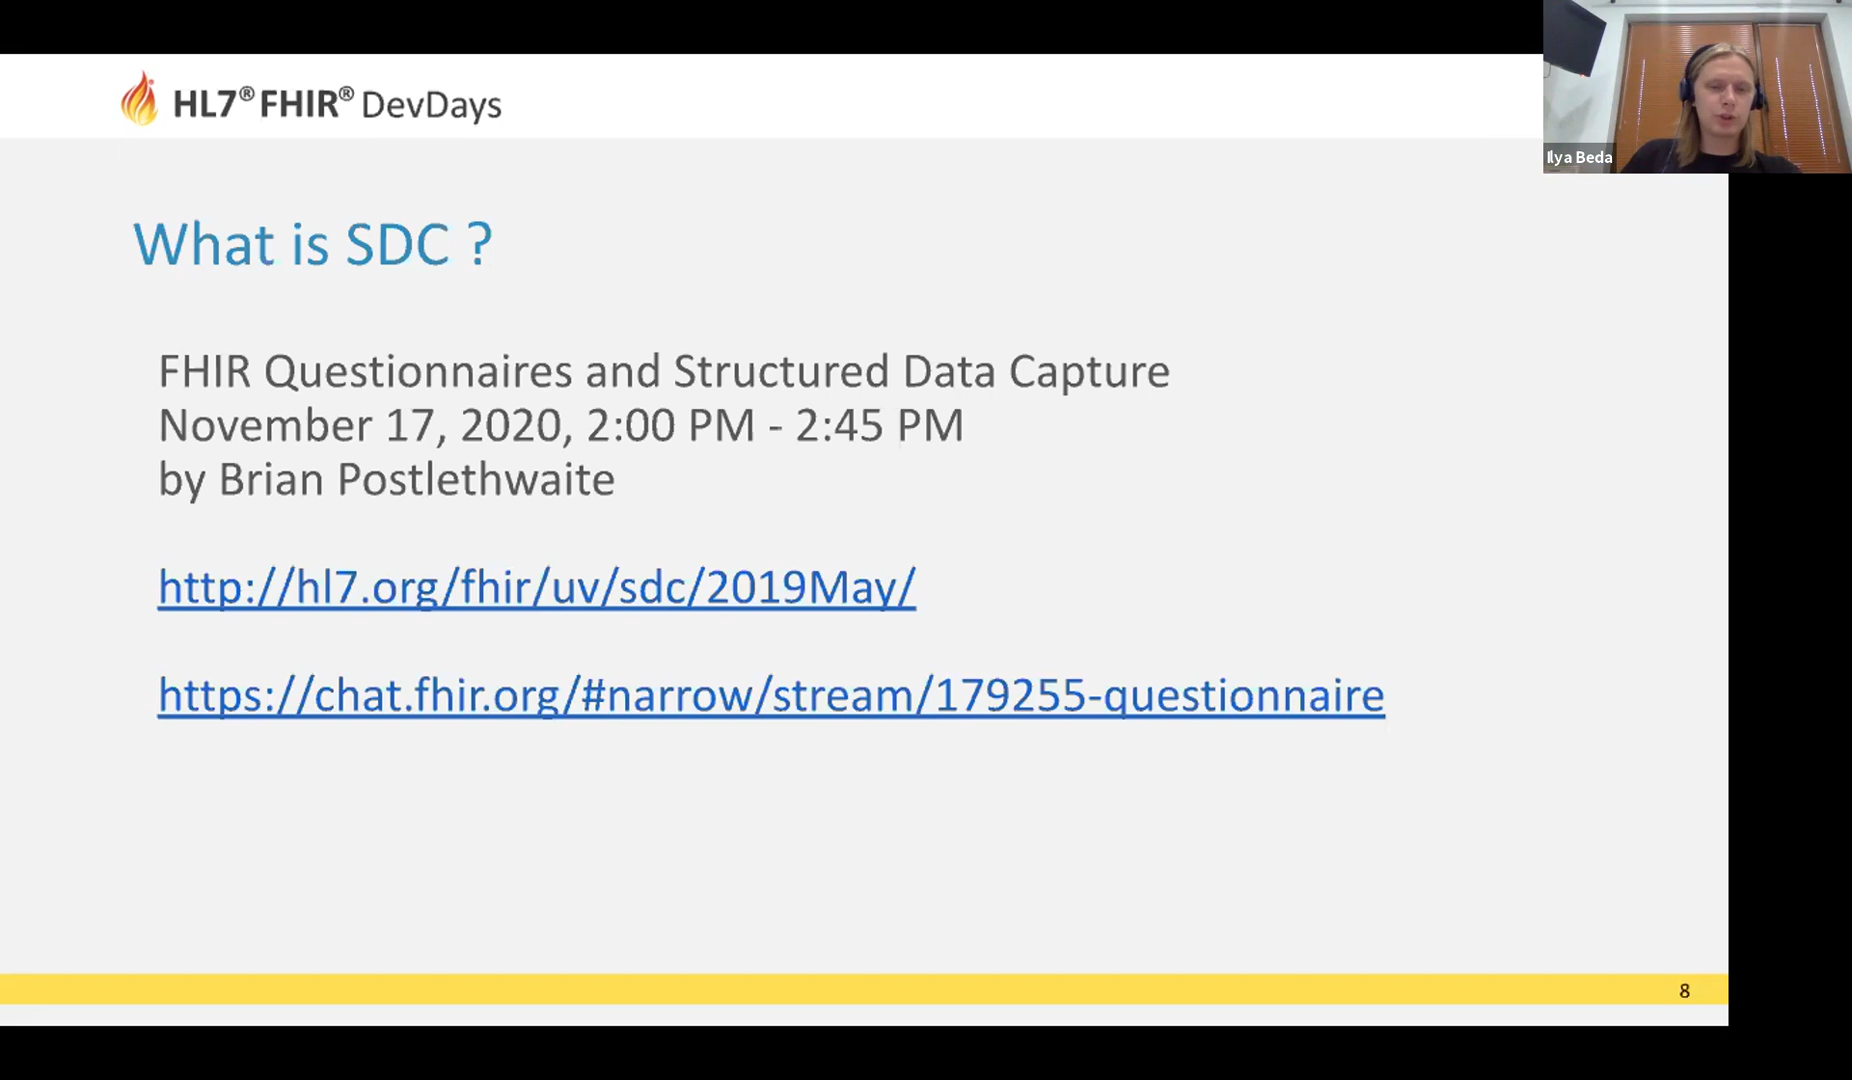 HL7® FHIR® DevDays
Ilya Beda
What is SDC ?
FHIR Questionnaires and Structured Data Capture
November 17, 2020, 2:00 PM - 2:45 PM
by Brian Postlethwaite
http://hl7.org/fhir/uv/sdc/2019May/
https://chat.fhir.org/#narrow/stream/179255-questionnaire
8